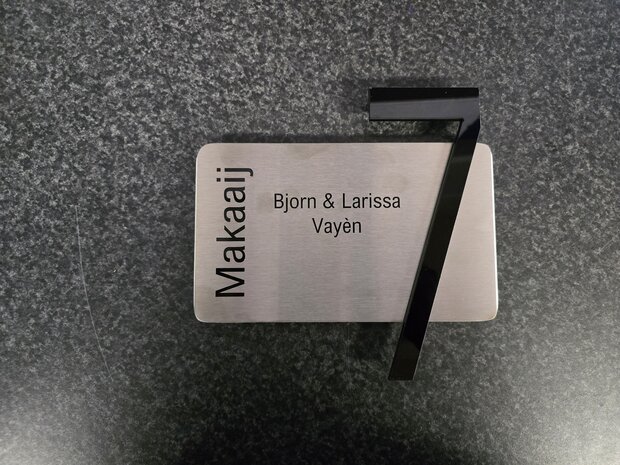 Makaaij
Bjorn & Larissa
Vayèn
7